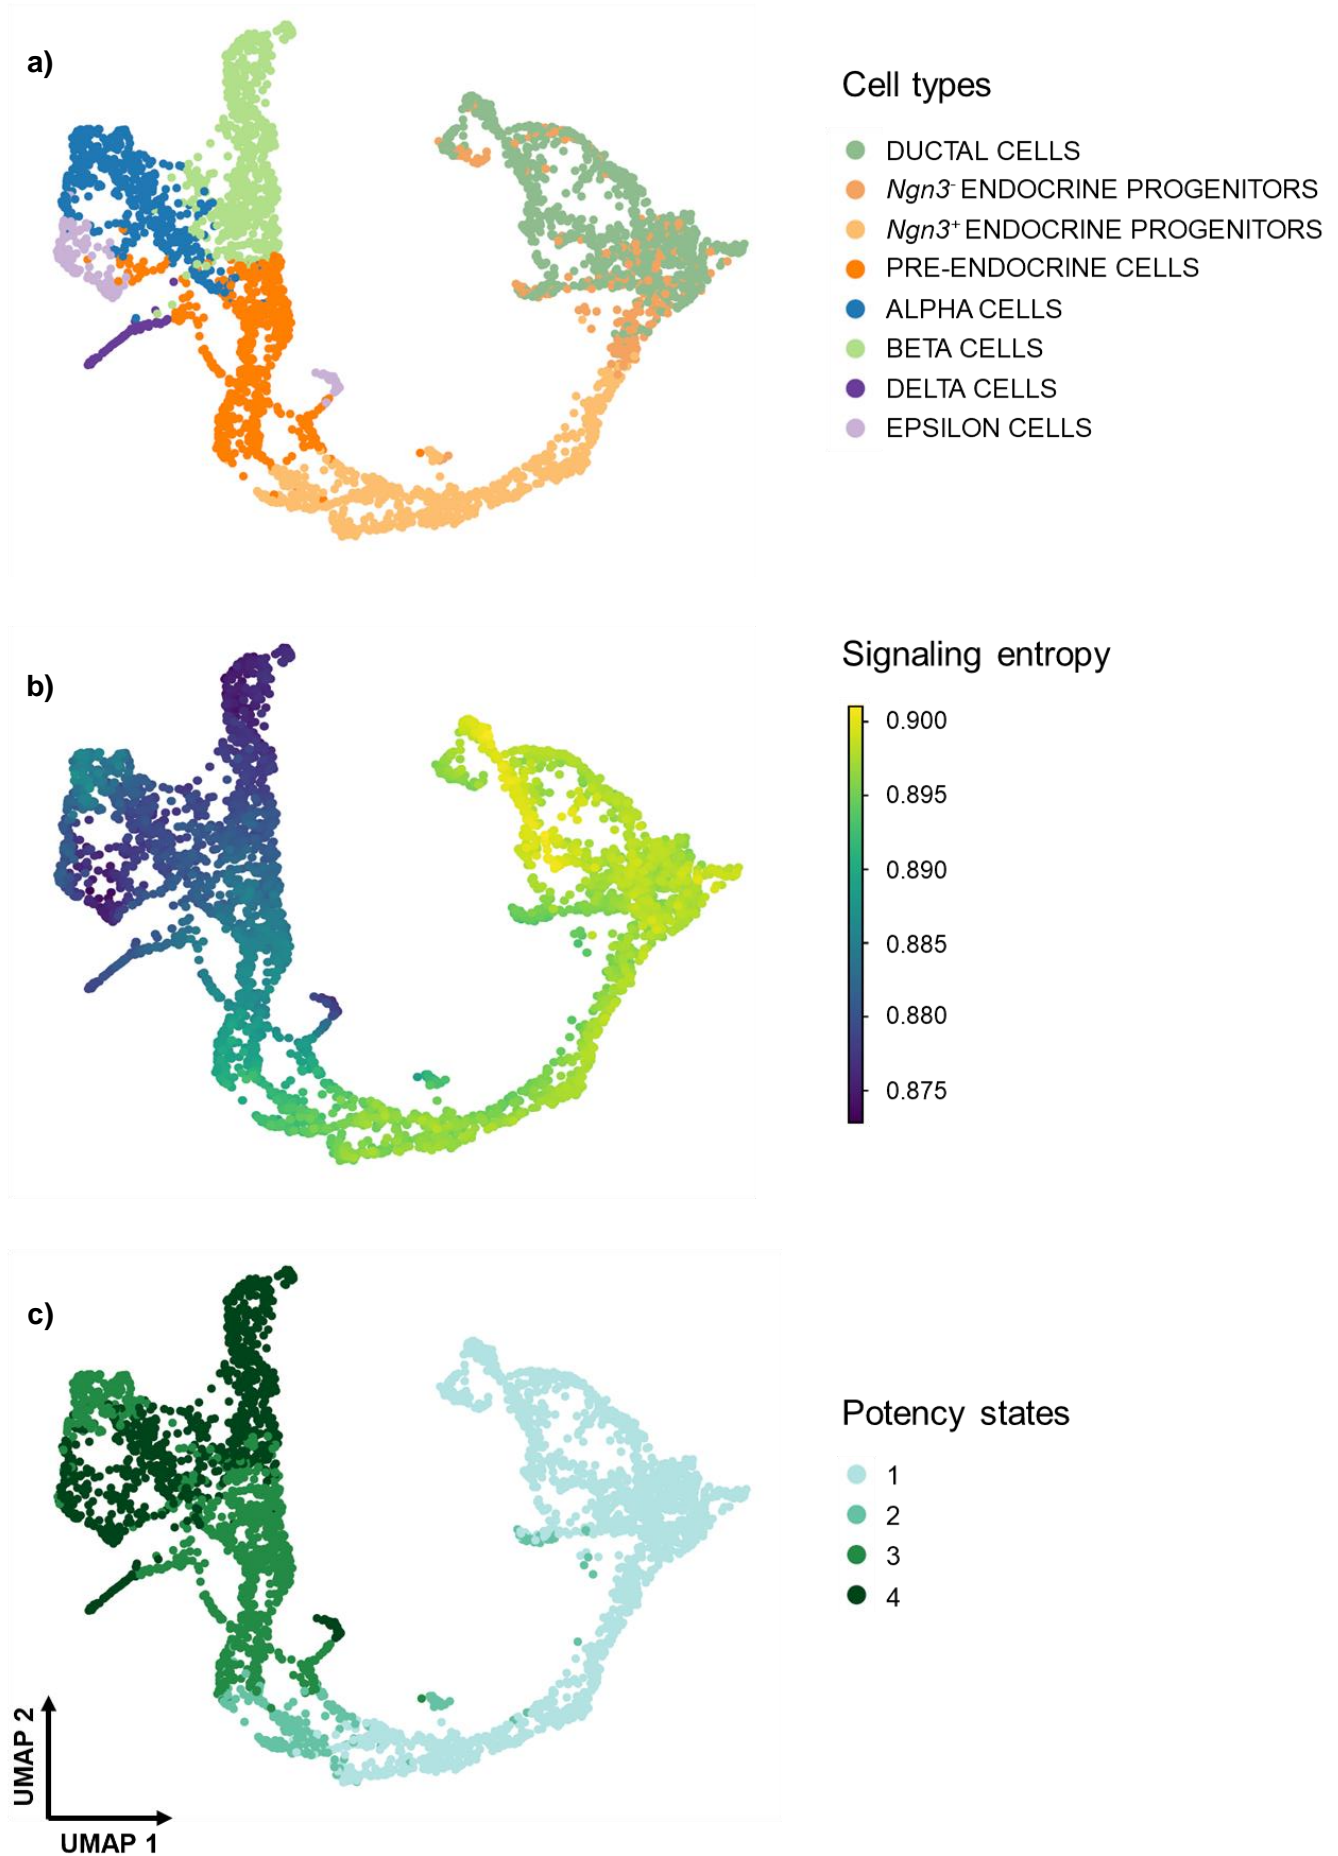 a)
Cell types
DUCTAL CELLS
Ngn3⁻ ENDOCRINE PROGENITORS
Ngn3⁺ ENDOCRINE PROGENITORS
PRE-ENDOCRINE CELLS
ALPHA CELLS
BETA CELLS
DELTA CELLS
EPSILON CELLS
b)
Signaling entropy
0.900
0.895
0.890
0.885
0.880
0.875
c)
Potency states
1
2
3
4
UMAP 2
UMAP 1